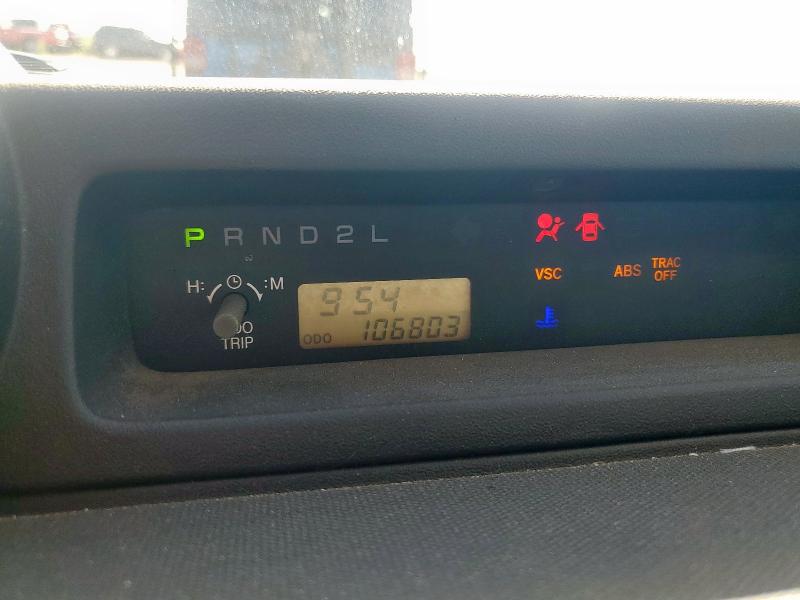 P R N D 2 L
H: :M
TRIP
9 54
ODO 106803
VSC
ABS
TRAC
OFF